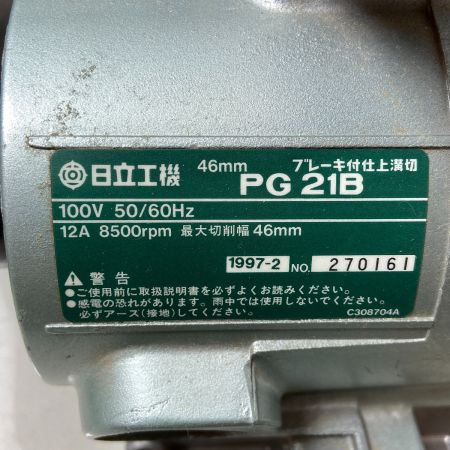 日立工機 46mm ブレーキ付仕上溝切
PG 21B
100V 50/60Hz
12A 8500rpm 最大切削幅 46mm
1997-2 NO. 270161
警告
●ご使用前に取扱説明書を必ずよくお読みください。
●感電の恐れがあります。雨中では使用しないでください。
必ずアース(接地)してください。
C308704A